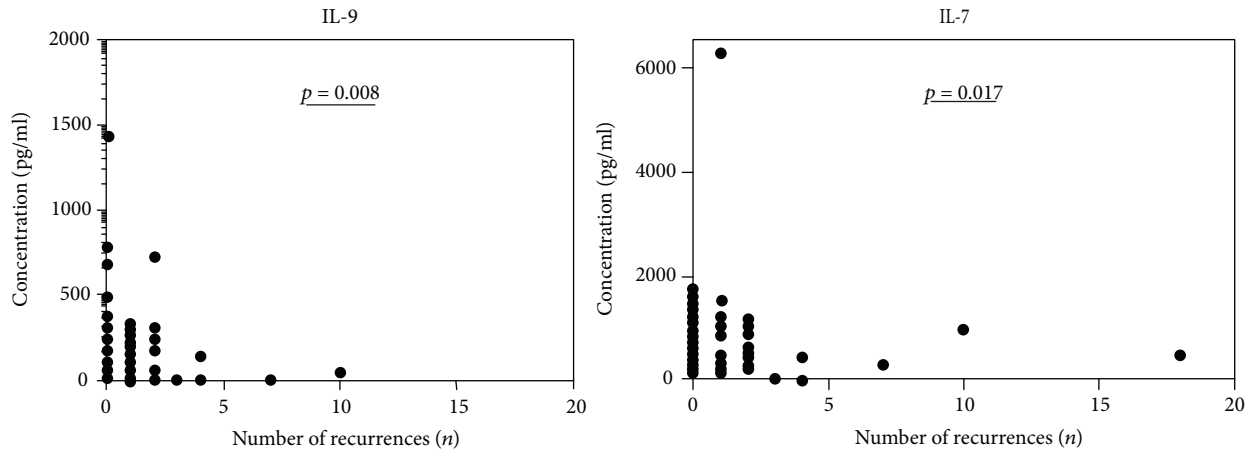 IL-9
2000
1500
1000
500
0
Concentration (pg/ml)
p = 0.008
0 5 10 15 20
Number of recurrences (n)
IL-7
6000
4000
2000
0
Concentration (pg/ml)
p = 0.017
0 5 10 15 20
Number of recurrences (n)